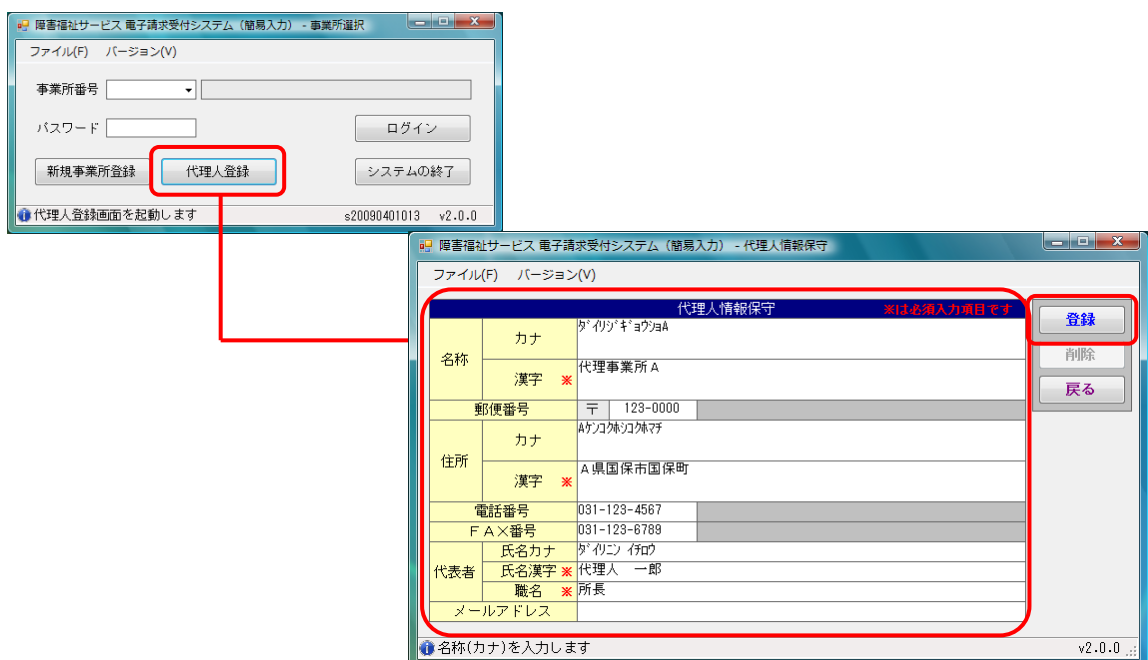 障害福祉サービス 電子請求受付システム（簡易入力） - 事業所選択
ファイル(F) バージョン(V)
事業所番号
パスワード
ログイン
新規事業所登録 代理人登録 システムの終了
代理人登録画面を起動します s20090401013 v2.0.0
障害福祉サービス 電子請求受付システム（簡易入力） - 代理人情報保守
ファイル(F) バージョン(V)
代理人情報保守 ※は必須入力項目です
登録
削除
戻る
名称
カナ ﾀﾞｲﾘｼﾞｷﾞｮｳｼｮA
漢字 ※ 代理事業所Ａ
郵便番号 〒 123-0000
住所
カナ Aｹﾝｺｸﾎｼｺｸﾎﾏﾁ
漢字 ※ Ａ県国保市国保町
電話番号 031-123-4567
ＦＡＸ番号 031-123-6789
代表者
氏名カナ ﾀﾞｲﾘﾆﾝ ｲﾁﾛｳ
氏名漢字 ※ 代理人　一郎
職名 ※ 所長
メールアドレス
名称(カナ)を入力します v2.0.0